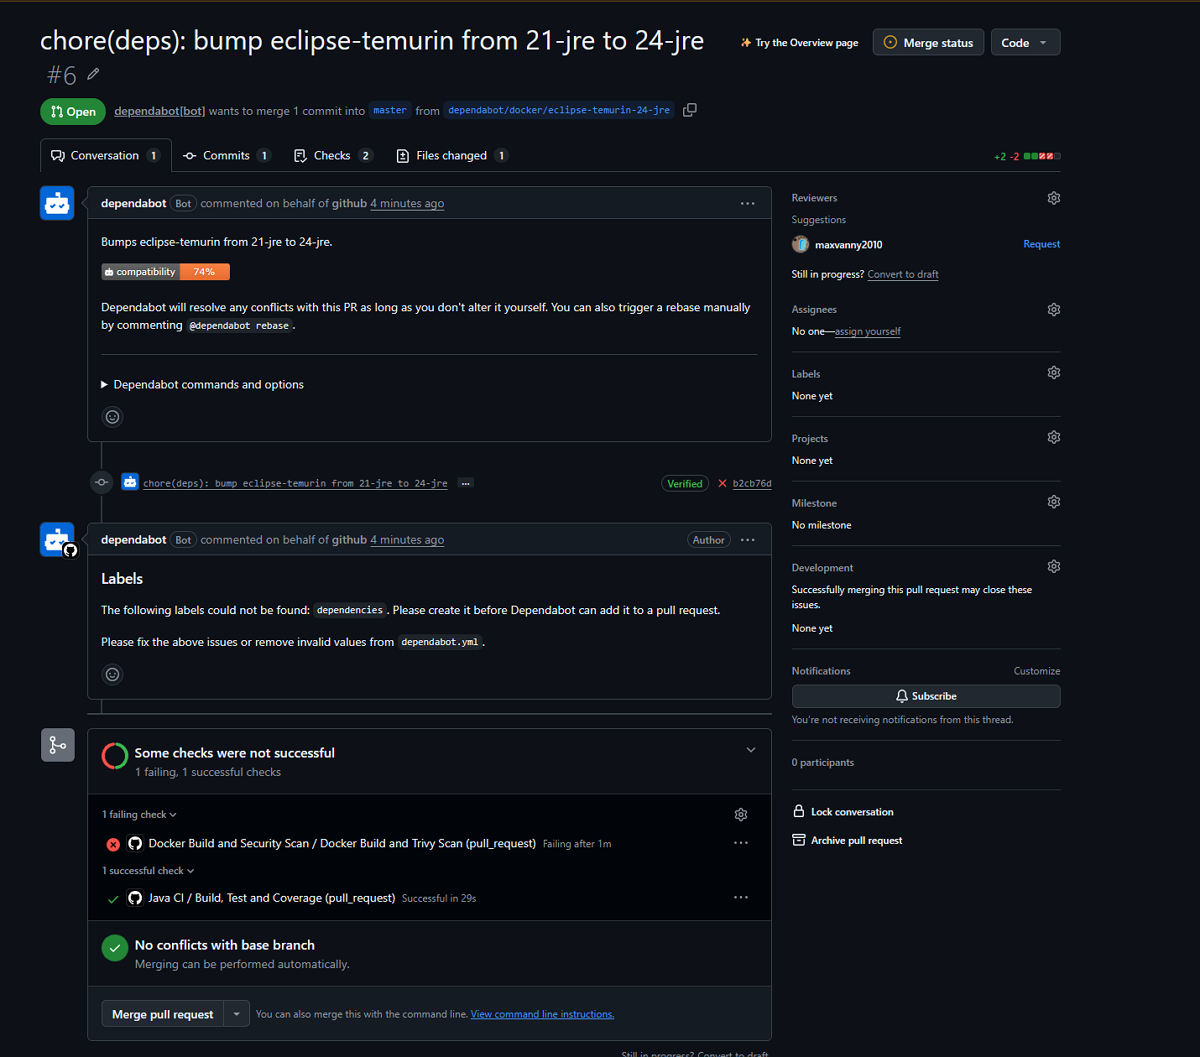 chore(deps): bump eclipse-temurin from 21-jre to 24-jre
#6
Try the Overview page
Merge status
Code
Open
dependabot[bot] wants to merge 1 commit into master from dependabot/docker/eclipse-temurin-24-jre
Conversation 1
Commits 1
Checks 2
Files changed 1
+2 -2
dependabot Bot commented on behalf of github 4 minutes ago
Bumps eclipse-temurin from 21-jre to 24-jre.
compatibility 74%
Dependabot will resolve any conflicts with this PR as long as you don't alter it yourself. You can also trigger a rebase manually
by commenting @dependabot rebase.
Dependabot commands and options
chore(deps): bump eclipse-temurin from 21-jre to 24-jre ...
Verified b2cb76d
dependabot Bot commented on behalf of github 4 minutes ago
Author
Labels
The following labels could not be found: dependencies. Please create it before Dependabot can add it to a pull request.
Please fix the above issues or remove invalid values from dependabot.yml.
Some checks were not successful
1 failing, 1 successful checks
1 failing check
Docker Build and Security Scan / Docker Build and Trivy Scan (pull_request) Failing after 1m
1 successful check
Java CI / Build, Test and Coverage (pull_request) Successful in 29s
No conflicts with base branch
Merging can be performed automatically.
Merge pull request
You can also merge this with the command line. View command line instructions.
Still in progress? Convert to draft
Reviewers
Suggestions
maxvanny2010
Request
Still in progress? Convert to draft
Assignees
No one—assign yourself
Labels
None yet
Projects
None yet
Milestone
No milestone
Development
Successfully merging this pull request may close these
issues.
None yet
Notifications
Customize
Subscribe
You're not receiving notifications from this thread.
0 participants
Lock conversation
Archive pull request